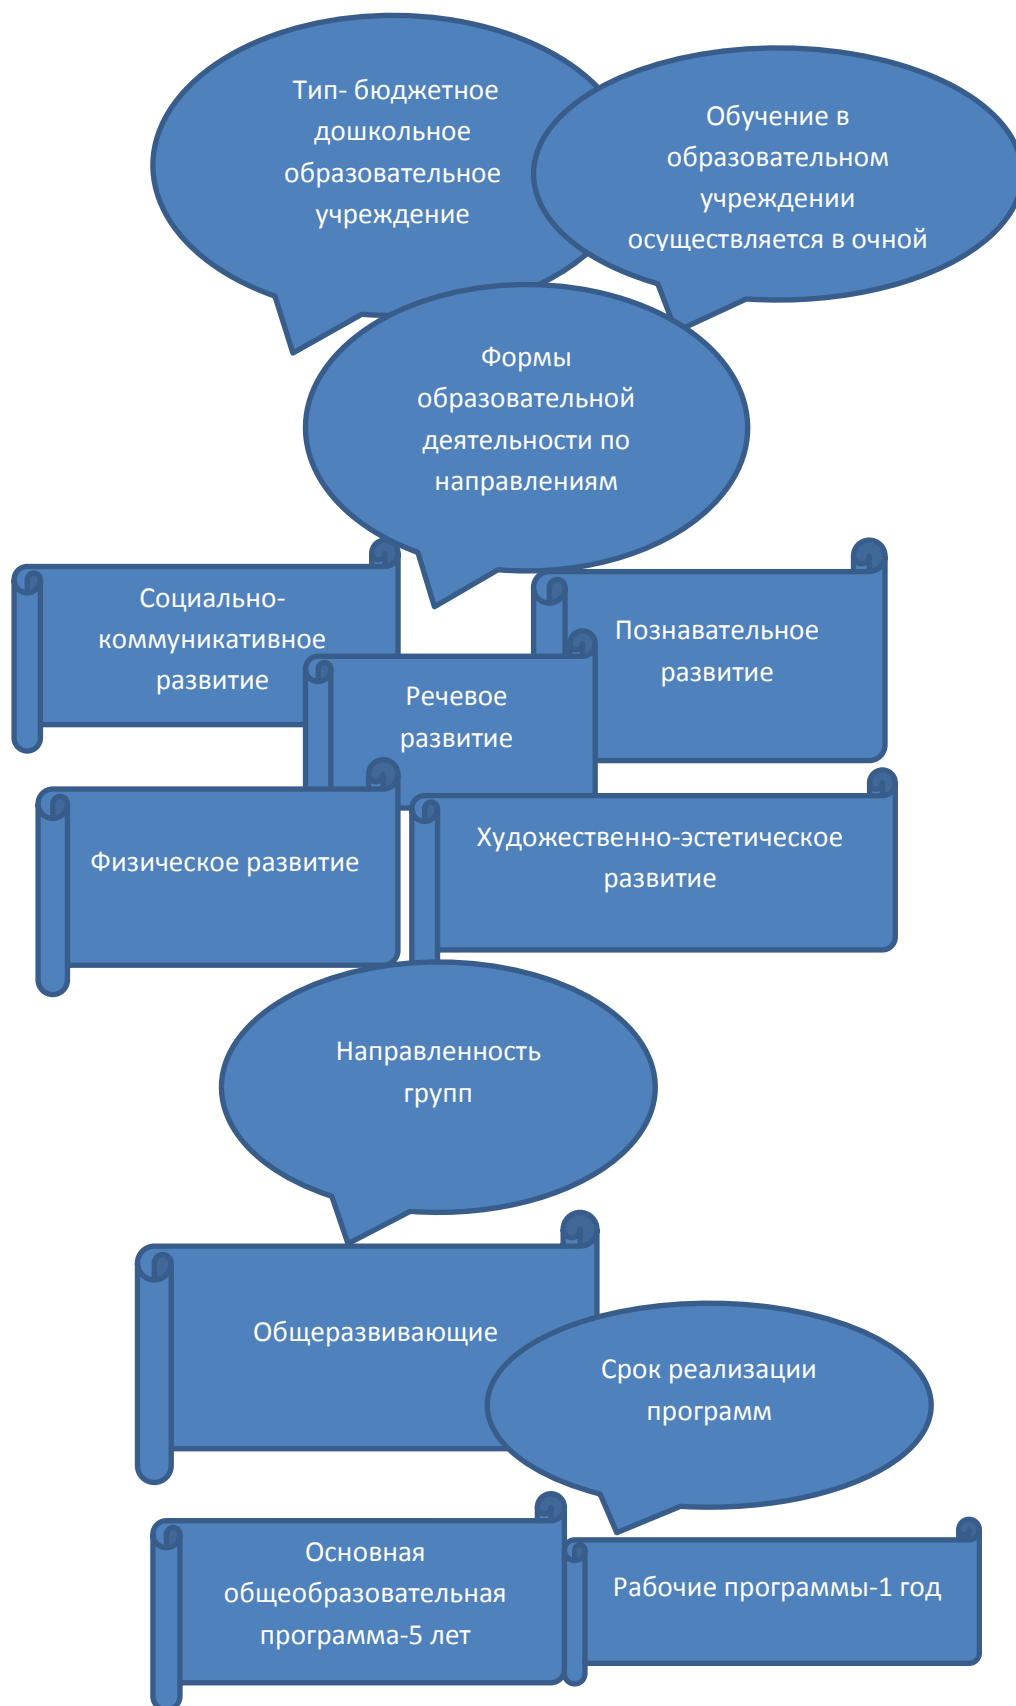 Тип- бюджетное
дошкольное
образовательное
учреждение
Обучение в
образовательном
учреждении
осуществляется в очной
Формы
образовательной
деятельности по
направлениям
Социально-
коммуникативное
развитие
Познавательное
развитие
Речевое
развитие
Физическое развитие
Художественно-эстетическое
развитие
Направленность
групп
Общеразвивающие
Срок реализации
программ
Основная
общеобразовательная
программа-5 лет
Рабочие программы-1 год